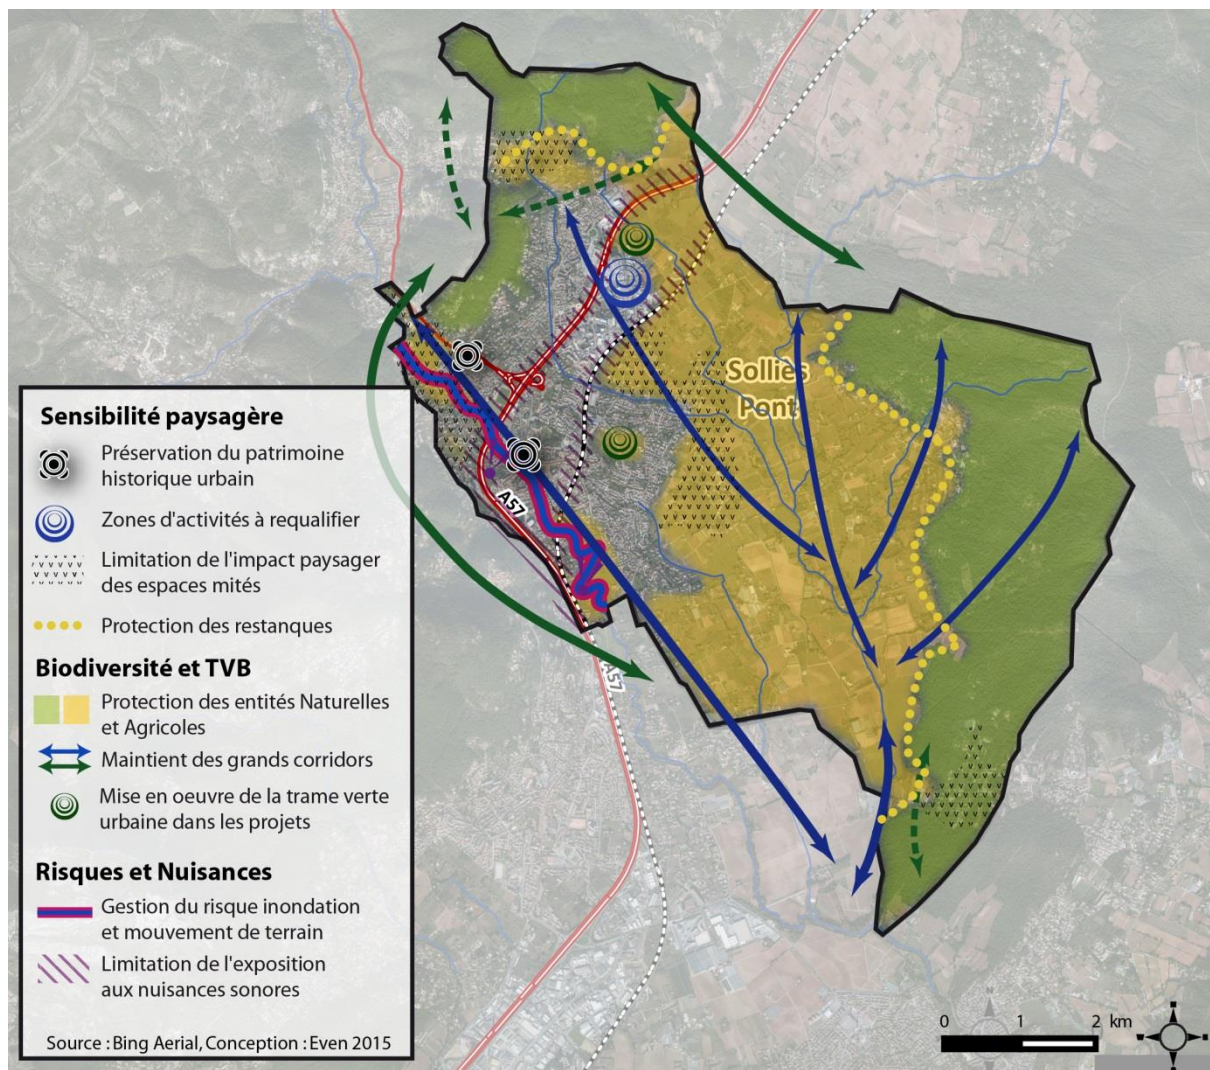 Solliès
Pont
A57
A57
Sensibilité paysagère
Préservation du patrimoine
historique urbain
Zones d'activités à requalifier
Limitation de l'impact paysager
des espaces mités
Protection des restanques
Biodiversité et TVB
Protection des entités Naturelles
et Agricoles
Maintient des grands corridors
Mise en oeuvre de la trame verte
urbaine dans les projets
Risques et Nuisances
Gestion du risque inondation
et mouvement de terrain
Limitation de l'exposition
aux nuisances sonores
Source : Bing Aerial, Conception : Even 2015
0 1 2 km
N